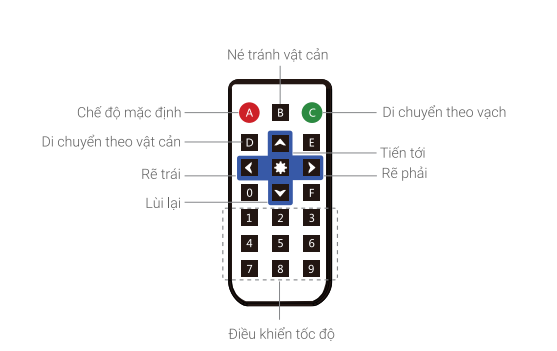 Né tránh vật cản
Chế độ mặc định
A
B
C
Di chuyển theo vạch
Di chuyển theo vật cản
D
E
Tiến tới
Rẽ trái
Rẽ phải
Lùi lại
0
F
1 2 3
4 5 6
7 8 9
Điều khiển tốc độ